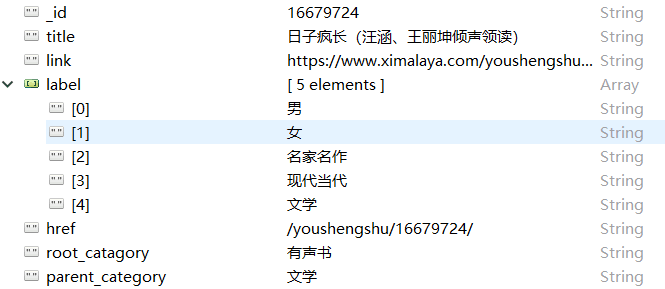 _id 16679724 String
title 日子疯长（汪涵、王丽坤倾声领读） String
link https://www.ximalaya.com/youshengshu... String
label [ 5 elements ] Array
"" [0] 男 String
"" [1] 女 String
"" [2] 名家名作 String
"" [3] 现代当代 String
"" [4] 文学 String
"" href /youshengshu/16679724/ String
"" root_catagory 有声书 String
"" parent_category 文学 String